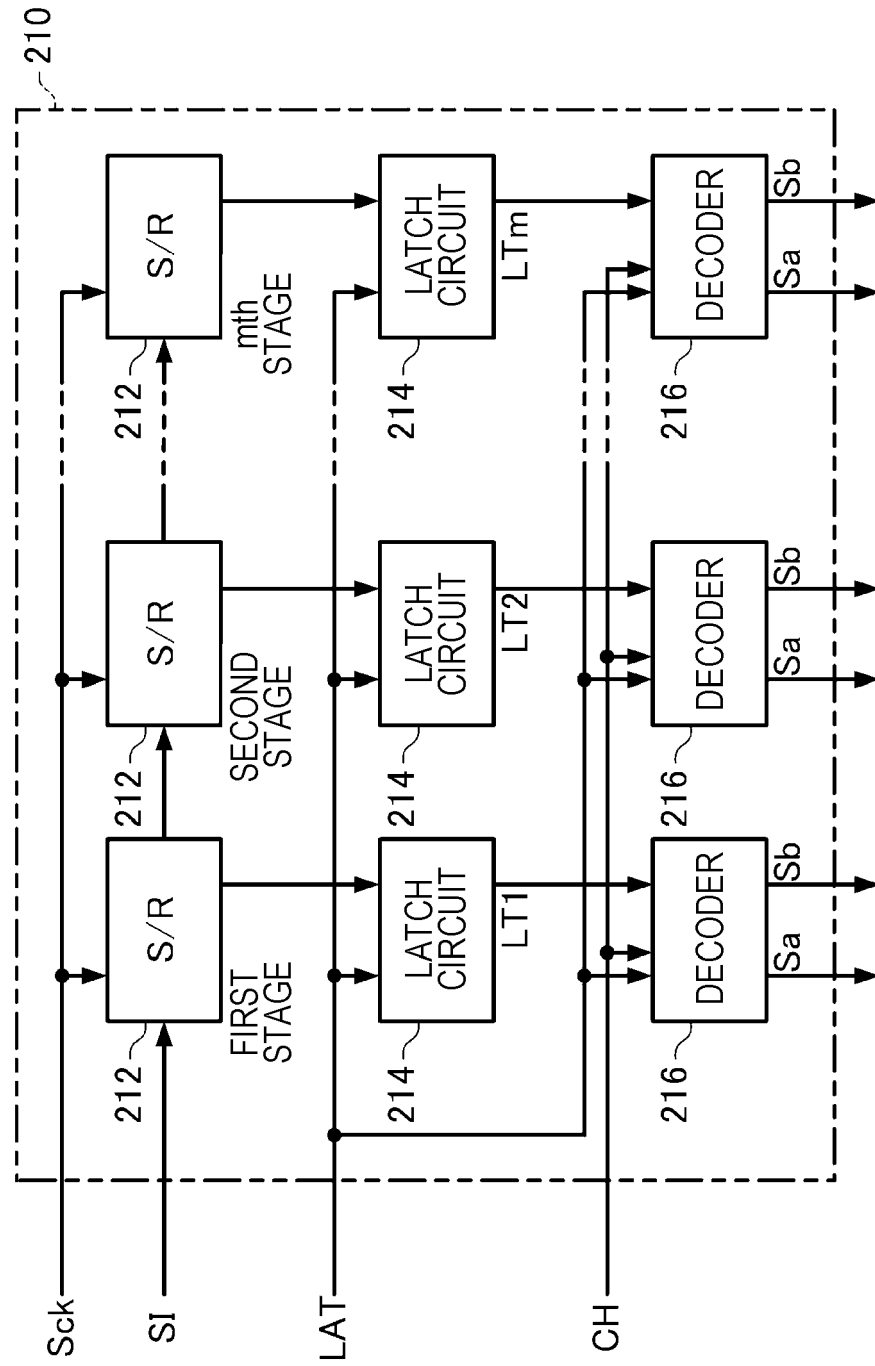 210
Sck
SI
LAT
CH
212
S/R
FIRST
STAGE
212
S/R
SECOND
STAGE
212
S/R
mth
STAGE
214
LATCH
CIRCUIT
LT1
214
LATCH
CIRCUIT
LT2
214
LATCH
CIRCUIT
LTm
216
DECODER
Sa
Sb
216
DECODER
Sa
Sb
216
DECODER
Sa
Sb